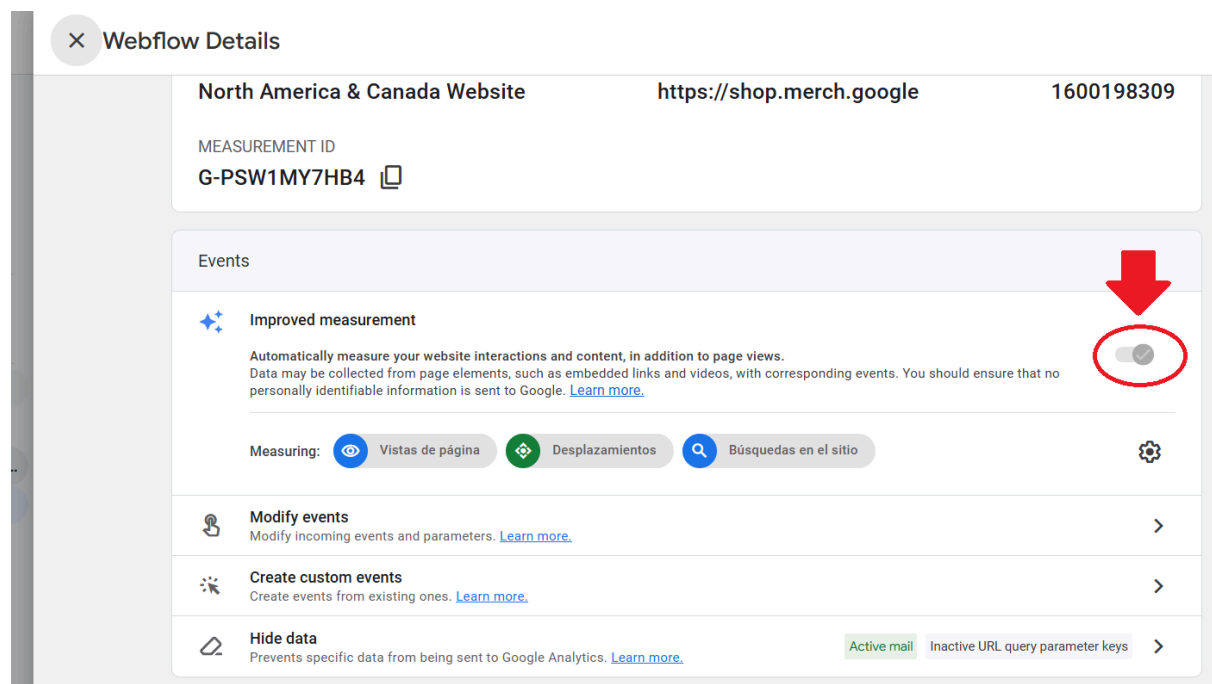 Webflow Details
North America & Canada Website https://shop.merch.google 1600198309
MEASUREMENT ID
G-PSW1MY7HB4
Events
Improved measurement
Automatically measure your website interactions and content, in addition to page views.
Data may be collected from page elements, such as embedded links and videos, with corresponding events. You should ensure that no
personally identifiable information is sent to Google. Learn more.
Measuring: Vistas de página Desplazamientos Búsquedas en el sitio
Modify events
Modify incoming events and parameters. Learn more.
Create custom events
Create events from existing ones. Learn more.
Hide data
Prevents specific data from being sent to Google Analytics. Learn more. Active mail Inactive URL query parameter keys